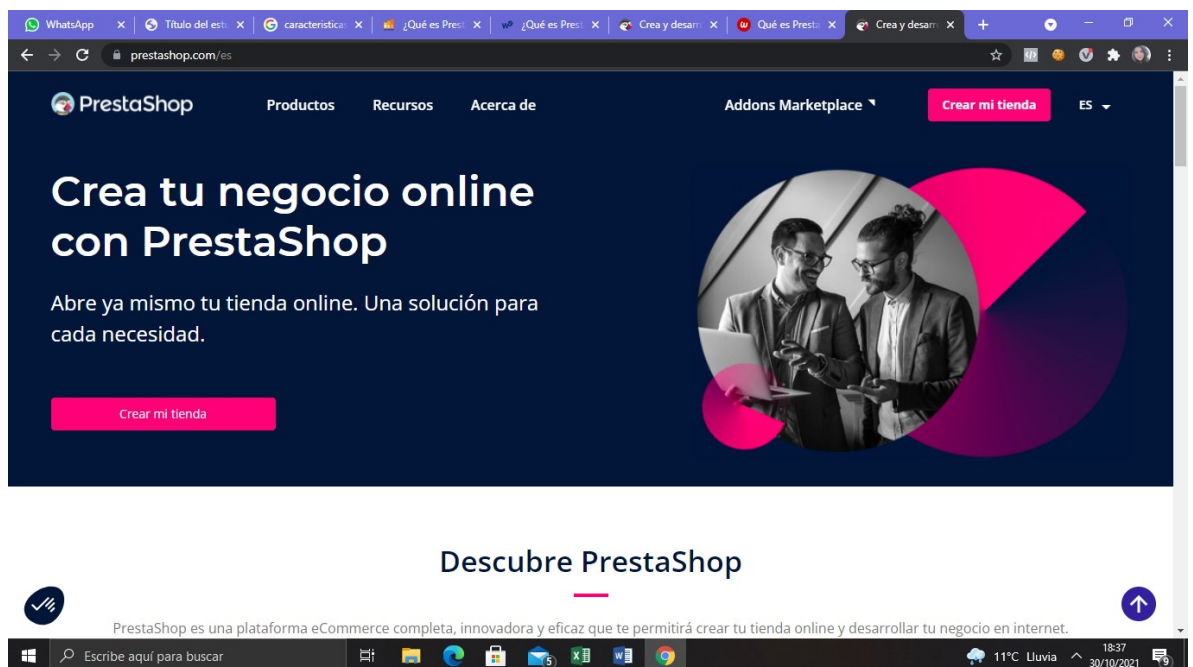 WhatsApp
Título del estu
caracteristica
¿Qué es Prest
¿Qué es Prest
Crea y desarr
Qué es Presta
Crea y desarr
prestashop.com/es
PrestaShop
Productos
Recursos
Acerca de
Addons Marketplace
Crear mi tienda
ES
Crea tu negocio online
con PrestaShop
Abre ya mismo tu tienda online. Una solución para
cada necesidad.
Crear mi tienda
Descubre PrestaShop
PrestaShop es una plataforma eCommerce completa, innovadora y eficaz que te permitirá crear tu tienda online y desarrollar tu negocio en internet.
Escribe aquí para buscar
11°C Lluvia
18:37
30/10/2021